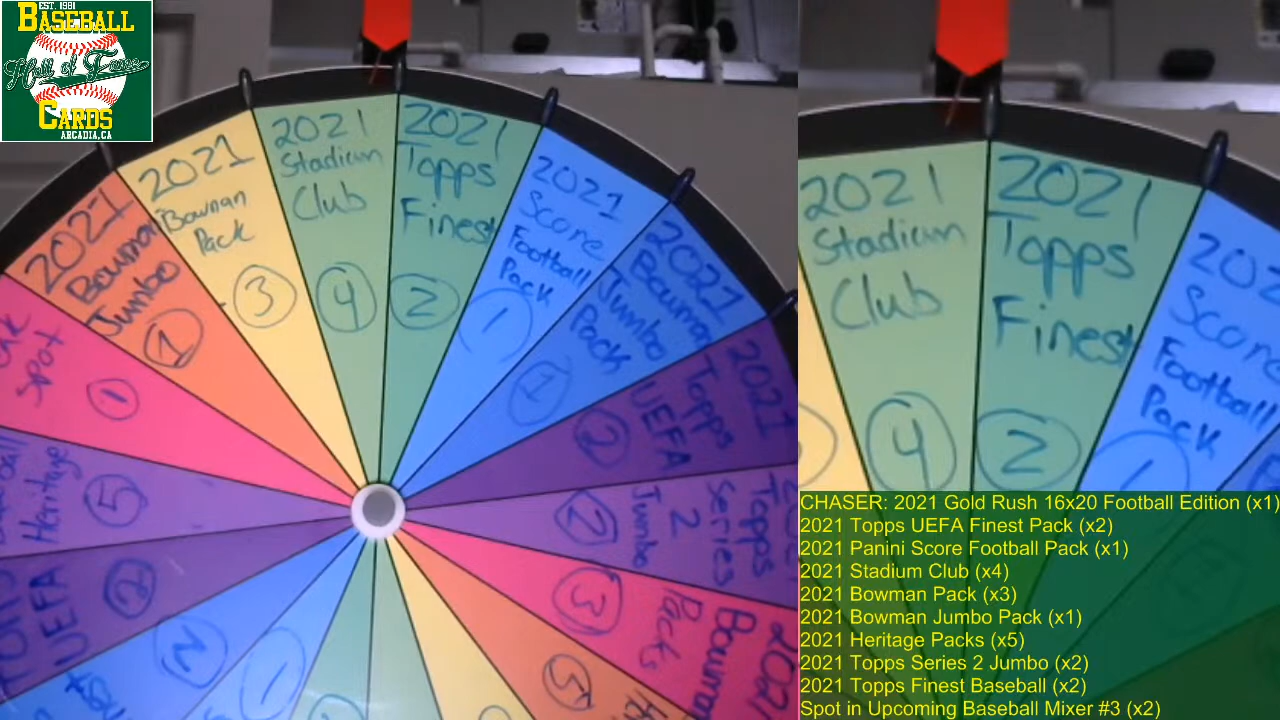 EST. 1981
BASEBALL
Hall of Fame
CARDS
ARCADIA, CA
2021
Bowman
Jumbo
1
2021
Bowman
Pack
3
2021
Stadium
Club
4
2021
Topps
Finest
2
2021
Score
Football
Pack
1
2021
Bowman
Jumbo
Pack
1
2021
Topps
UEFA
2
Topps
Series
2
Jumbo
2
2021
Bowman
Packs
3
5
Spot
1
Heritage
5
UEFA
2
2
1
2021
Stadium
Club
4
2021
Topps
Finest
2
Score
Football
Pack
1
CHASER: 2021 Gold Rush 16x20 Football Edition (x1)
2021 Topps UEFA Finest Pack (x2)
2021 Panini Score Football Pack (x1)
2021 Stadium Club (x4)
2021 Bowman Pack (x3)
2021 Bowman Jumbo Pack (x1)
2021 Heritage Packs (x5)
2021 Topps Series 2 Jumbo (x2)
2021 Topps Finest Baseball (x2)
Spot in Upcoming Baseball Mixer #3 (x2)